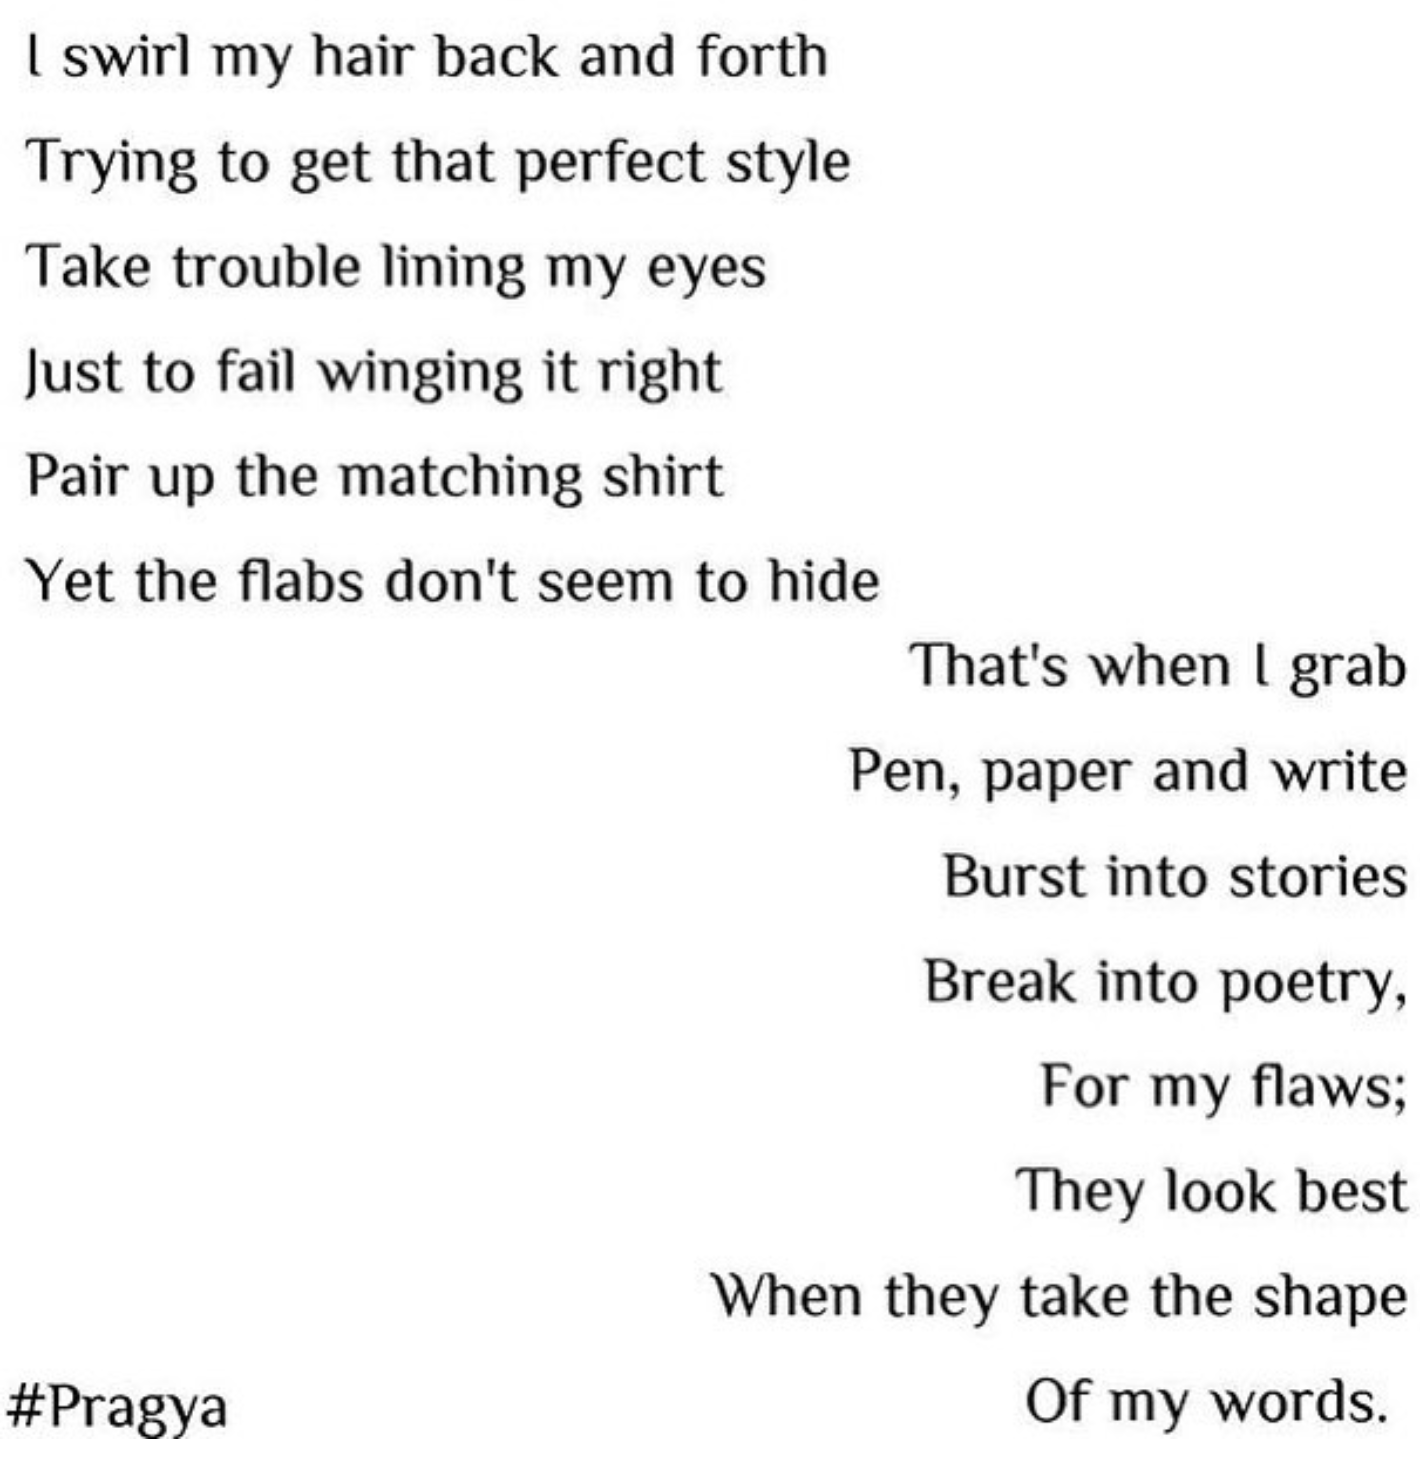 I swirl my hair back and forth
Trying to get that perfect style
Take trouble lining my eyes
Just to fail winging it right
Pair up the matching shirt
Yet the flabs don't seem to hide
That's when I grab
Pen, paper and write
Burst into stories
Break into poetry,
For my flaws;
They look best
When they take the shape
Of my words.
#Pragya